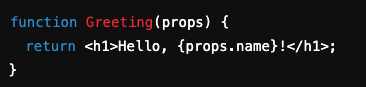 function Greeting(props) {
  return <h1>Hello, {props.name}!</h1>;
}